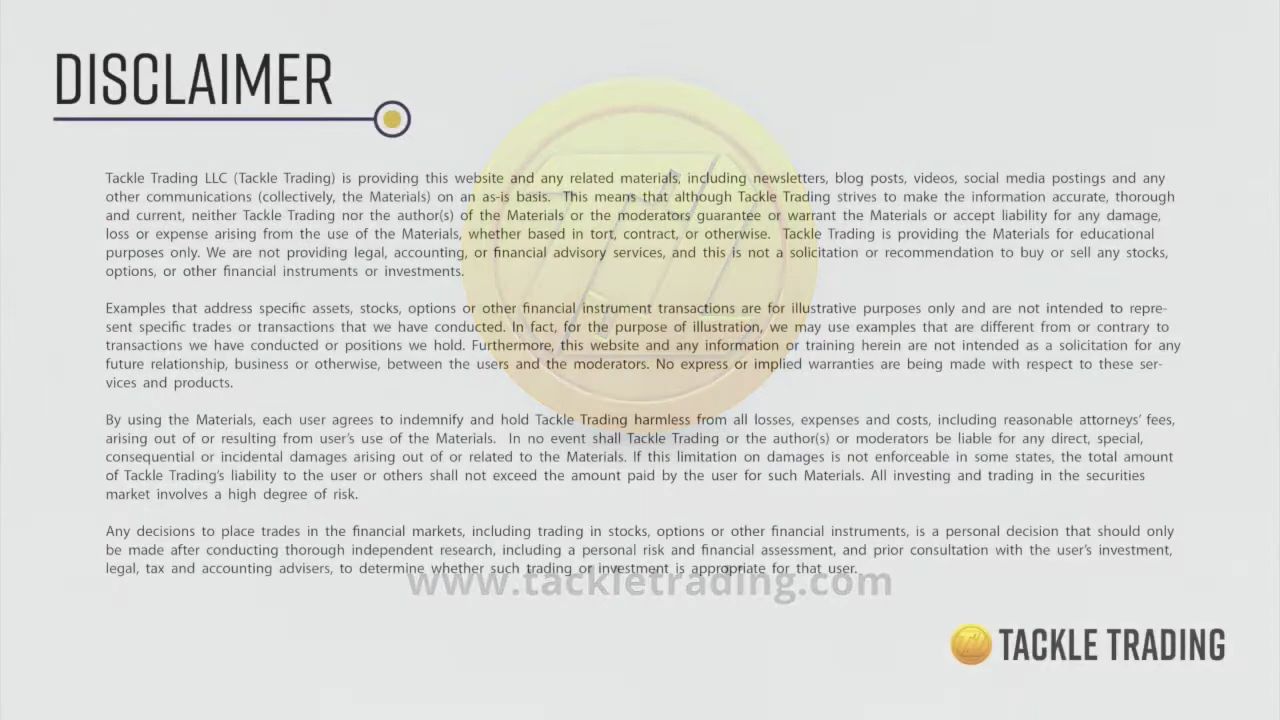 DISCLAIMER
Tackle Trading LLC (Tackle Trading) is providing this website and any related materials, including newsletters, blog posts, videos, social media postings and any
other communications (collectively, the Materials) on an as-is basis.  This means that although Tackle Trading strives to make the information accurate, thorough
and current, neither Tackle Trading nor the author(s) of the Materials or the moderators guarantee or warrant the Materials or accept liability for any damage,
loss or expense arising from the use of the Materials, whether based in tort, contract, or otherwise.  Tackle Trading is providing the Materials for educational
purposes only. We are not providing legal, accounting, or financial advisory services, and this is not a solicitation or recommendation to buy or sell any stocks,
options, or other financial instruments or investments.
Examples that address specific assets, stocks, options or other financial instrument transactions are for illustrative purposes only and are not intended to repre-
sent specific trades or transactions that we have conducted. In fact, for the purpose of illustration, we may use examples that are different from or contrary to
transactions we have conducted or positions we hold. Furthermore, this website and any information or training herein are not intended as a solicitation for any
future relationship, business or otherwise, between the users and the moderators. No express or implied warranties are being made with respect to these ser-
vices and products.
By using the Materials, each user agrees to indemnify and hold Tackle Trading harmless from all losses, expenses and costs, including reasonable attorneys’ fees,
arising out of or resulting from user’s use of the Materials.  In no event shall Tackle Trading or the author(s) or moderators be liable for any direct, special,
consequential or incidental damages arising out of or related to the Materials. If this limitation on damages is not enforceable in some states, the total amount
of Tackle Trading’s liability to the user or others shall not exceed the amount paid by the user for such Materials. All investing and trading in the securities
market involves a high degree of risk.
Any decisions to place trades in the financial markets, including trading in stocks, options or other financial instruments, is a personal decision that should only
be made after conducting thorough independent research, including a personal risk and financial assessment, and prior consultation with the user’s investment,
legal, tax and accounting advisers, to determine whether such trading or investment is appropriate for that user.
www.tackletrading.com
TACKLE TRADING